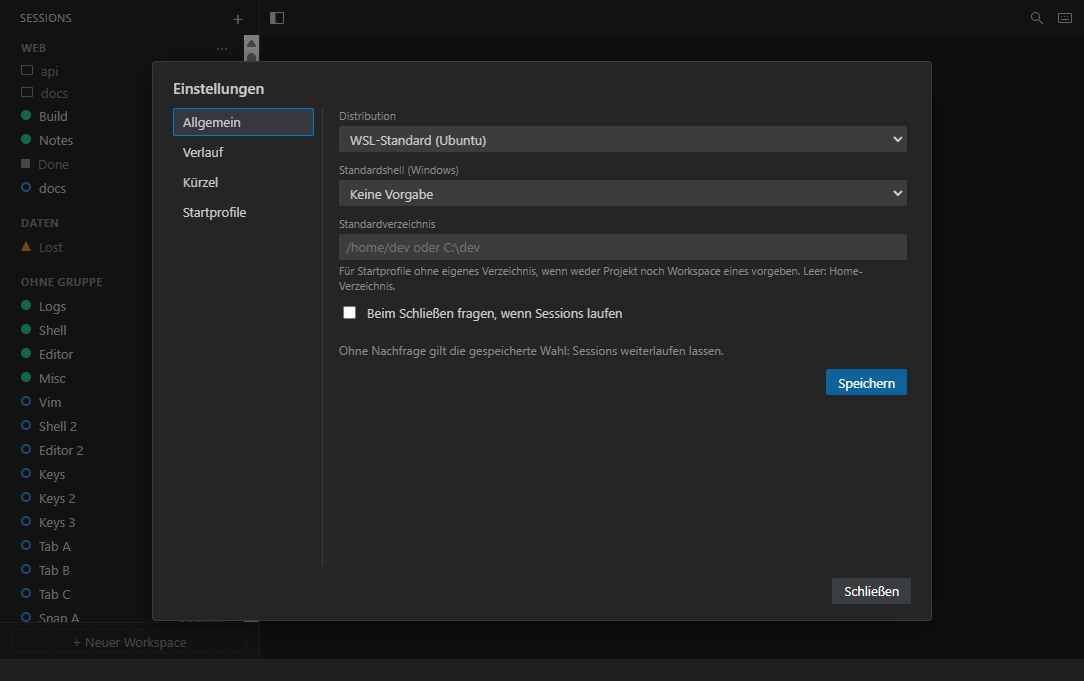 SESSIONS
+
WEB
...
api
docs
Build
Notes
Done
docs
DATEN
Lost
OHNE GRUPPE
Logs
Shell
Editor
Misc
Vim
Shell 2
Editor 2
Keys
Keys 2
Keys 3
Tab A
Tab B
Tab C
Snap A
+ Neuer Workspace
Einstellungen
Allgemein
Verlauf
Kürzel
Startprofile
Distribution
WSL-Standard (Ubuntu)
Standardshell (Windows)
Keine Vorgabe
Standardverzeichnis
/home/dev oder C:\dev
Für Startprofile ohne eigenes Verzeichnis, wenn weder Projekt noch Workspace eines vorgeben. Leer: Home-
Verzeichnis.
Beim Schließen fragen, wenn Sessions laufen
Ohne Nachfrage gilt die gespeicherte Wahl: Sessions weiterlaufen lassen.
Speichern
Schließen